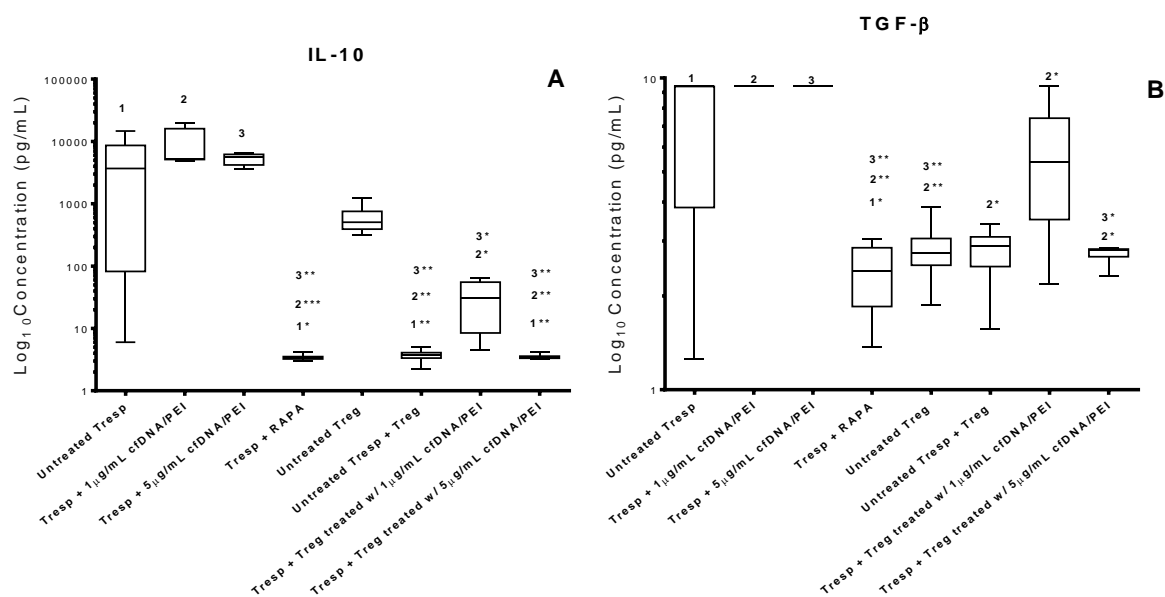 IL-10
A
Log10Concentration (pg/mL)
100000
10000
1000
100
10
1
1
2
3
3**
2***
1*
3**
2**
1**
3*
2*
3**
2**
1**
Untreated Tresp
Tresp + 1μg/mL cfDNA/PEI
Tresp + 5μg/mL cfDNA/PEI
Tresp + RAPA
Untreated Treg
Untreated Tresp + Treg
Tresp + Treg treated w/ 1μg/mL cfDNA/PEI
Tresp + Treg treated w/ 5μg/mL cfDNA/PEI
TGF-β
B
Log10 Concentration (pg/mL)
10
1
1
2
3
3**
2**
1*
3**
2**
2*
2*
3*
2*
Untreated Tresp
Tresp + 1μg/mL cfDNA/PEI
Tresp + 5μg/mL cfDNA/PEI
Tresp + RAPA
Untreated Treg
Untreated Tresp + Treg
Tresp + Treg treated w/ 1μg/mL cfDNA/PEI
Tresp + Treg treated w/ 5μg/mL cfDNA/PEI